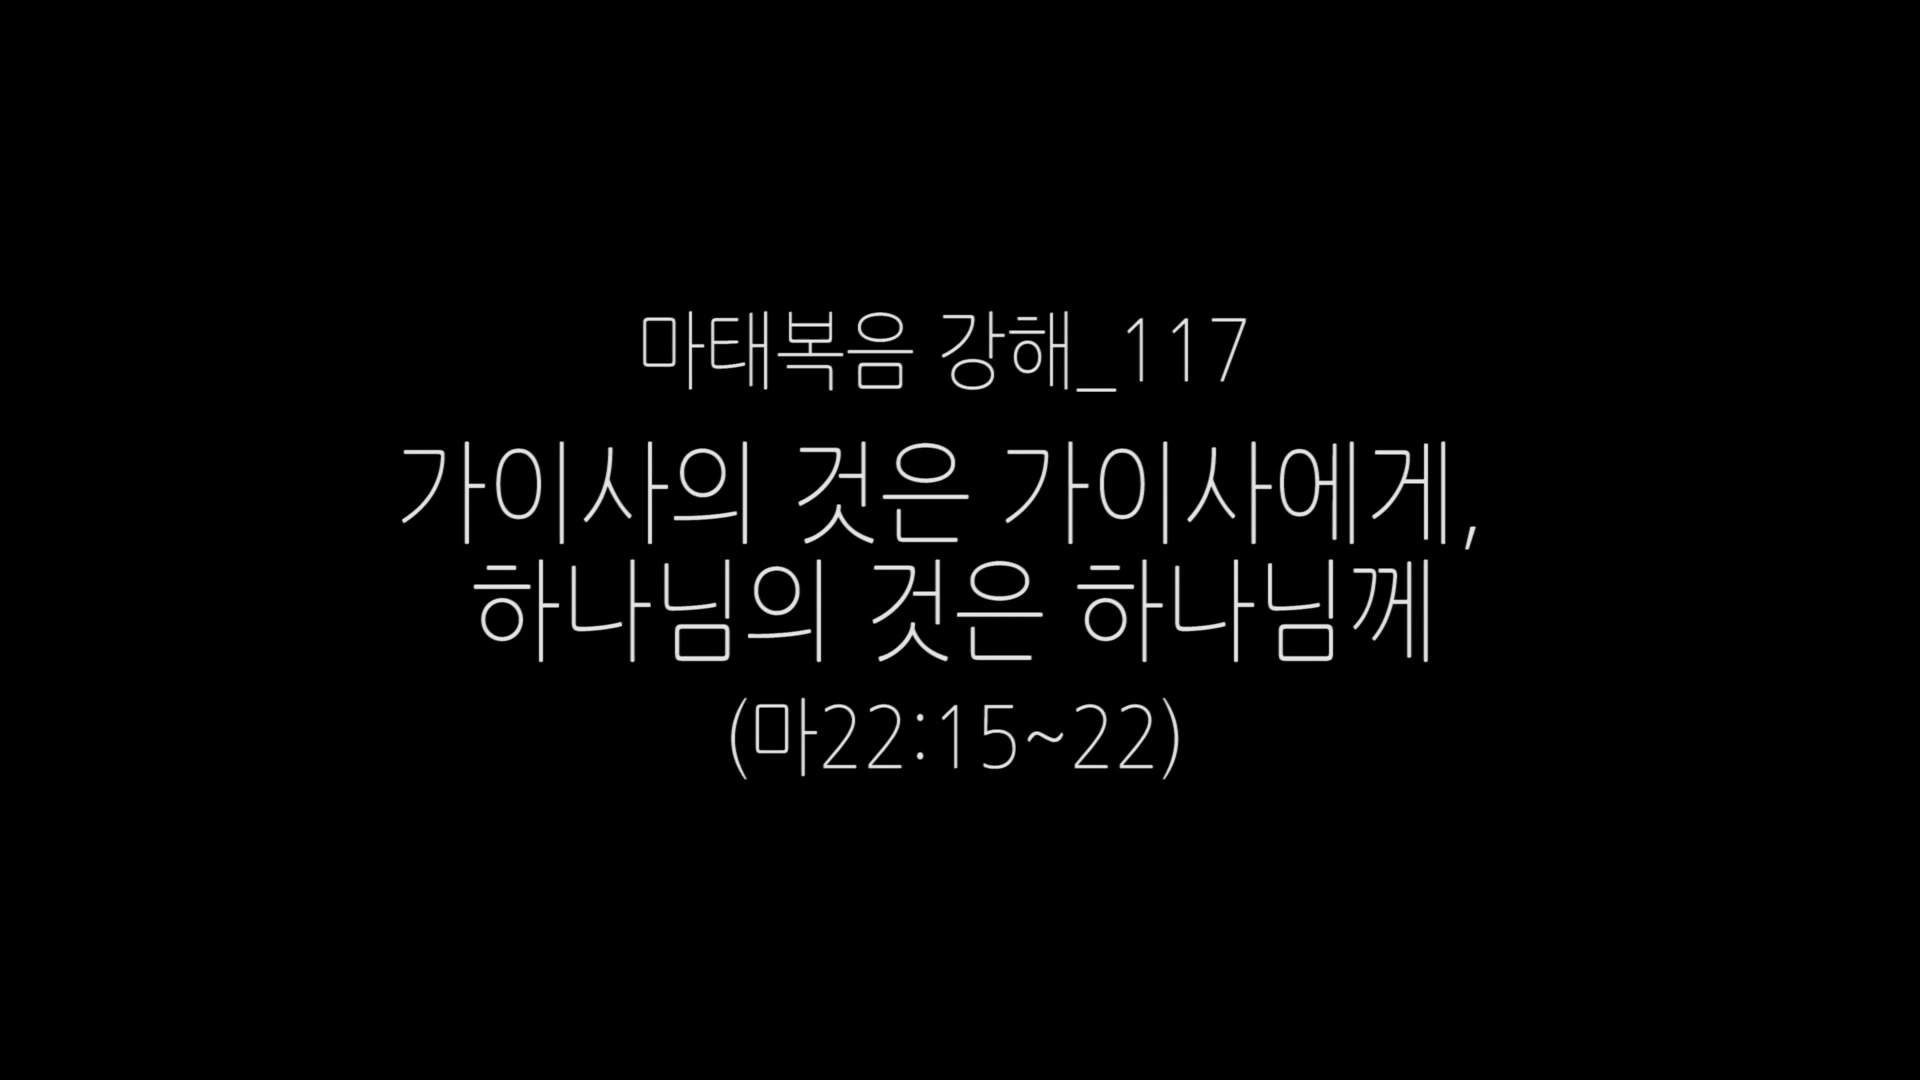 마태복음 강해_117
가이사의 것은 가이사에게,
하나님의 것은 하나님께
(마22:15~22)